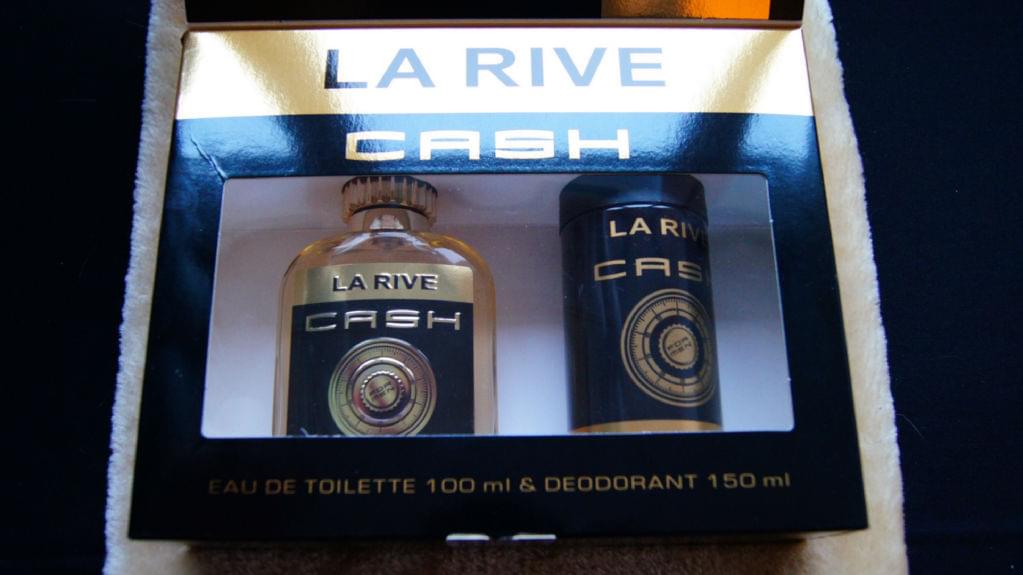 LA RIVE
CASH
LA RIVE
CASH
FOR
MEN
LA RIVE
CASH
FOR
MEN
EAU DE TOILETTE 100 ml & DEODORANT 150 ml